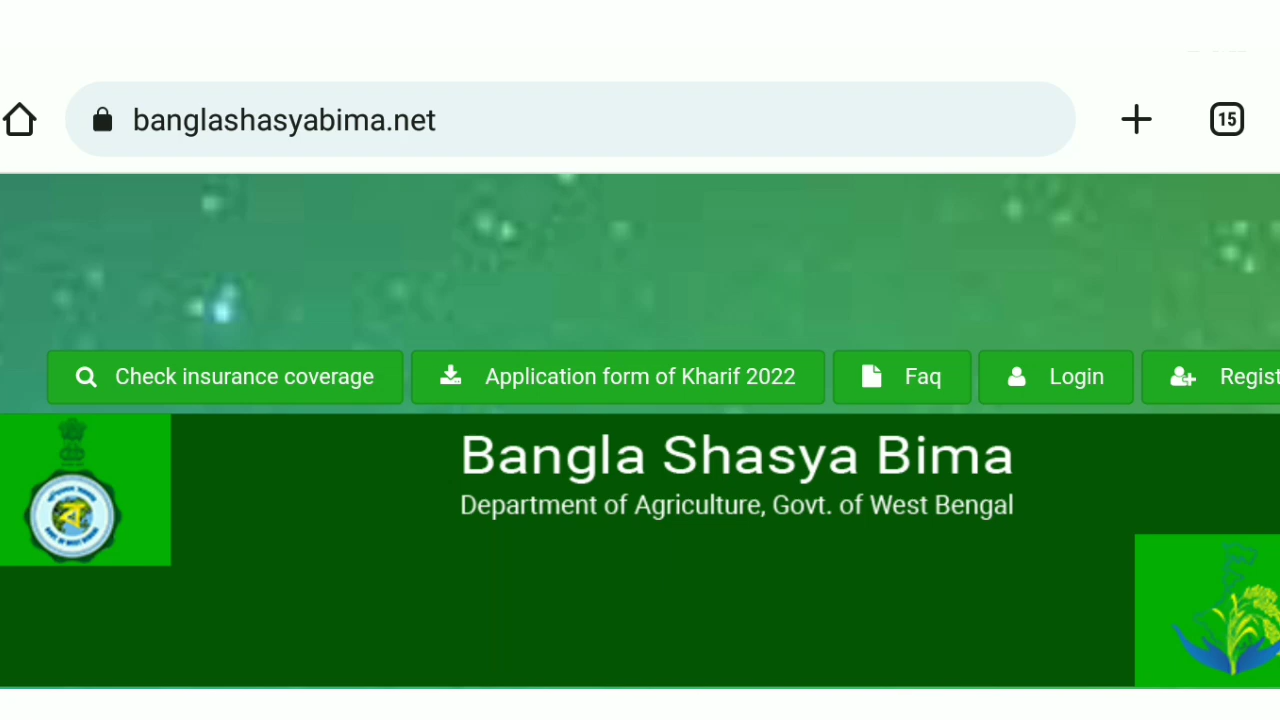 banglashasyabima.net
15
Check insurance coverage
Application form of Kharif 2022
Faq
Login
Regist
Bangla Shasya Bima
Department of Agriculture, Govt. of West Bengal
ব